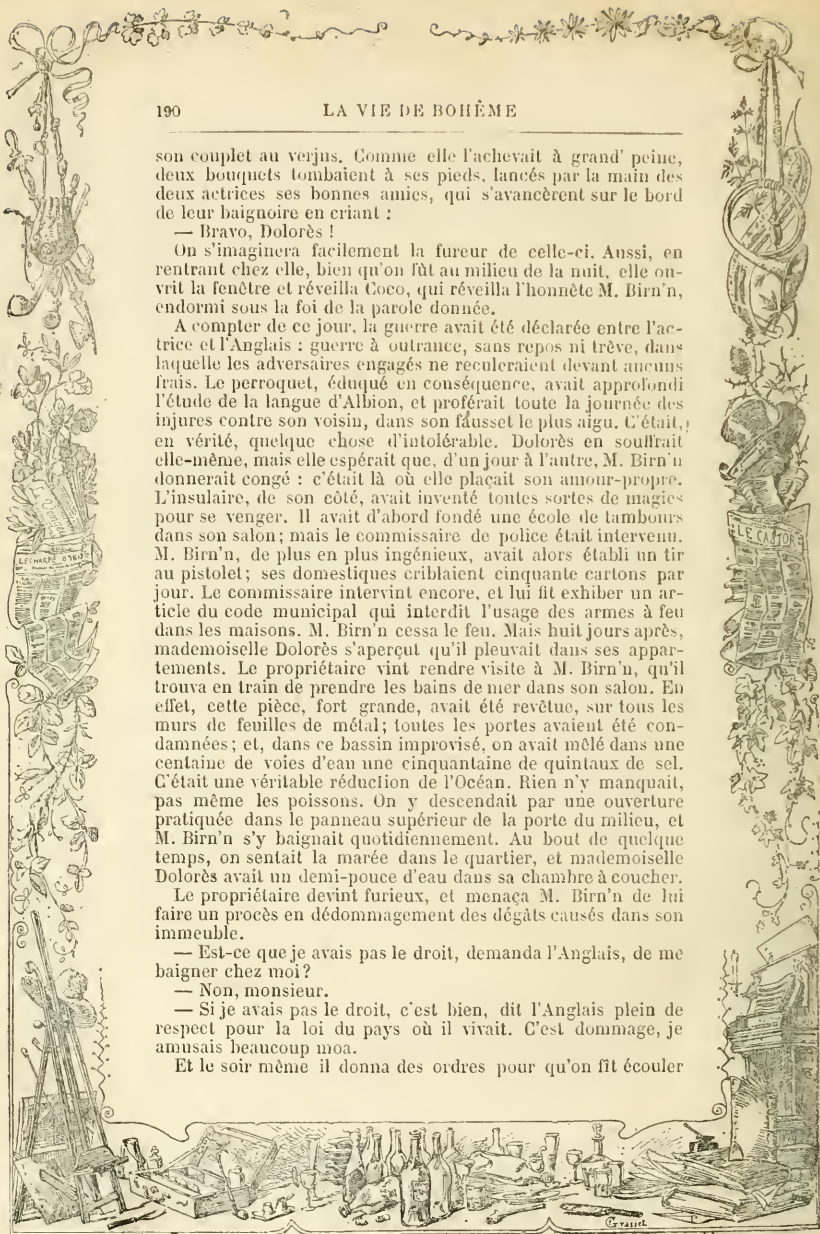 190 LA VIE DE BOHÊME
son couplet au verjus. Comme elle l'achevait à grand' peine,
deux bouquets tombaient à ses pieds, lancés par la main des
deux actrices ses bonnes amies, qui s'avancèrent sur le bord
de leur baignoire en criant :
— Bravo, Dolorès !
On s'imaginera facilement la fureur de celle-ci. Aussi, en
rentrant chez elle, bien qu'on fût au milieu de la nuit, elle ou-
vrit la fenêtre et réveilla Coco, qui réveilla l'honnête M. Birn'n,
endormi sous la foi de la parole donnée.
A compter de ce jour, la guerre avait été déclarée entre l'ac-
trice et l'Anglais : guerre à outrance, sans repos ni trêve, dans
laquelle les adversaires engagés ne reculeraient devant aucuns
frais. Le perroquet, éduqué en conséquence, avait approfondi
l'étude de la langue d'Albion, et proférait toute la journée des
injures contre son voisin, dans son fausset le plus aigu. C'était,
en vérité, quelque chose d'intolérable. Dolorès en souffrait
elle-même, mais elle espérait que, d'un jour à l'autre, M. Birn'n
donnerait congé : c'était là où elle plaçait son amour-propre.
L'insulaire, de son côté, avait inventé toutes sortes de magies
pour se venger. Il avait d'abord fondé une école de tambours
dans son salon; mais le commissaire de police était intervenu.
M. Birn'n, de plus en plus ingénieux, avait alors établi un tir
au pistolet; ses domestiques criblaient cinquante cartons par
jour. Le commissaire intervint encore, et lui fit exhiber un ar-
ticle du code municipal qui interdit l'usage des armes à feu
dans les maisons. M. Birn'n cessa le feu. Mais huit jours après,
mademoiselle Dolorès s'aperçut qu'il pleuvait dans ses appar-
tements. Le propriétaire vint rendre visite à M. Birn'n, qu'il
trouva en train de prendre les bains de mer dans son salon. En
effet, cette pièce, fort grande, avait été revêtue, sur tous les
murs de feuilles de métal; toutes les portes avaient été con-
damnées; et, dans ce bassin improvisé, on avait mêlé dans une
centaine de voies d'eau une cinquantaine de quintaux de sel.
C'était une véritable réduction de l'Océan. Rien n'y manquait,
pas même les poissons. On y descendait par une ouverture
pratiquée dans le panneau supérieur de la porte du milieu, et
M. Birn'n s'y baignait quotidiennement. Au bout de quelque
temps, on sentait la marée dans le quartier, et mademoiselle
Dolorès avait un demi-pouce d'eau dans sa chambre à coucher.
Le propriétaire devint furieux, et menaça M. Birn'n de lui
faire un procès en dédommagement des dégâts causés dans son
immeuble.
— Est-ce que je avais pas le droit, demanda l'Anglais, de me
baigner chez moi?
— Non, monsieur.
— Si je avais pas le droit, c'est bien, dit l'Anglais plein de
respect pour la loi du pays où il vivait. C'est dommage, je
amusais beaucoup moa.
Et le soir même il donna des ordres pour qu'on fît écouler
LE CASTOR
L'ECHARPE
Grasset